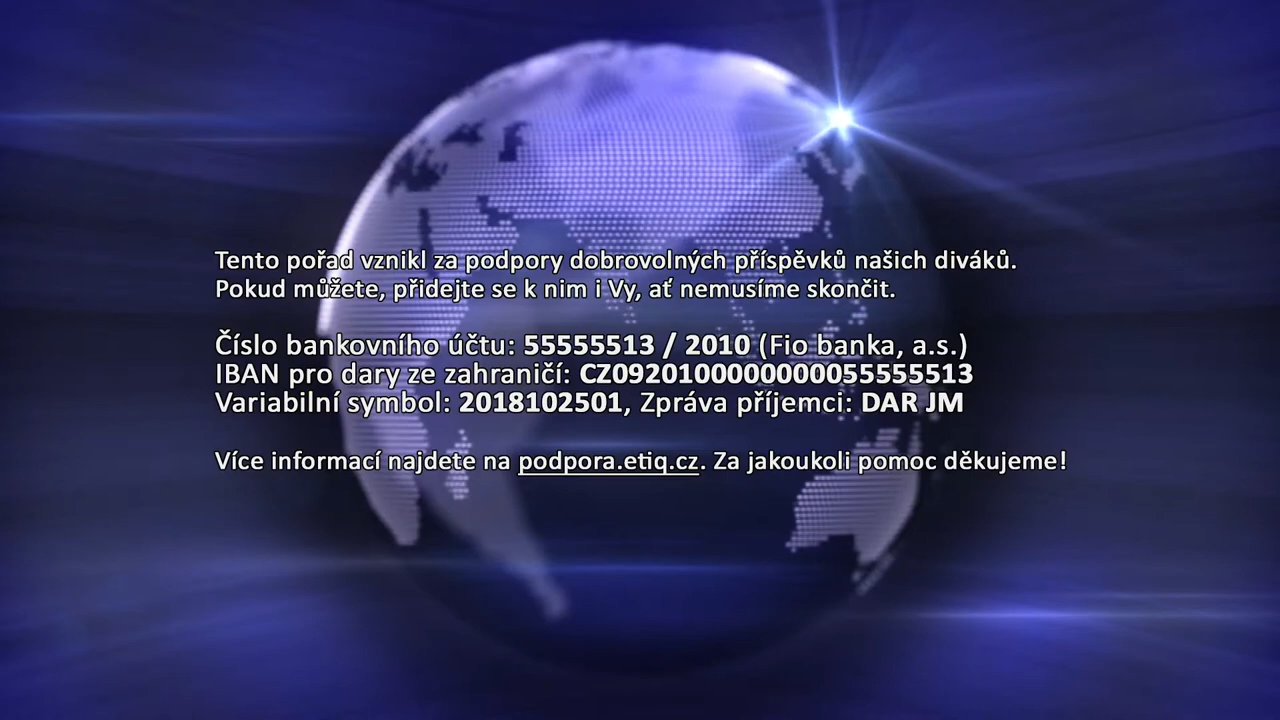 Tento pořad vznikl za podpory dobrovolných příspěvků našich diváků.
Pokud můžete, přidejte se k nim i Vy, ať nemusíme skončit.
Číslo bankovního účtu: 55555513 / 2010 (Fio banka, a.s.)
IBAN pro dary ze zahraničí: CZ0920100000000055555513
Variabilní symbol: 2018102501, Zpráva příjemci: DAR JM
Více informací najdete na podpora.etiq.cz. Za jakoukoli pomoc děkujeme!